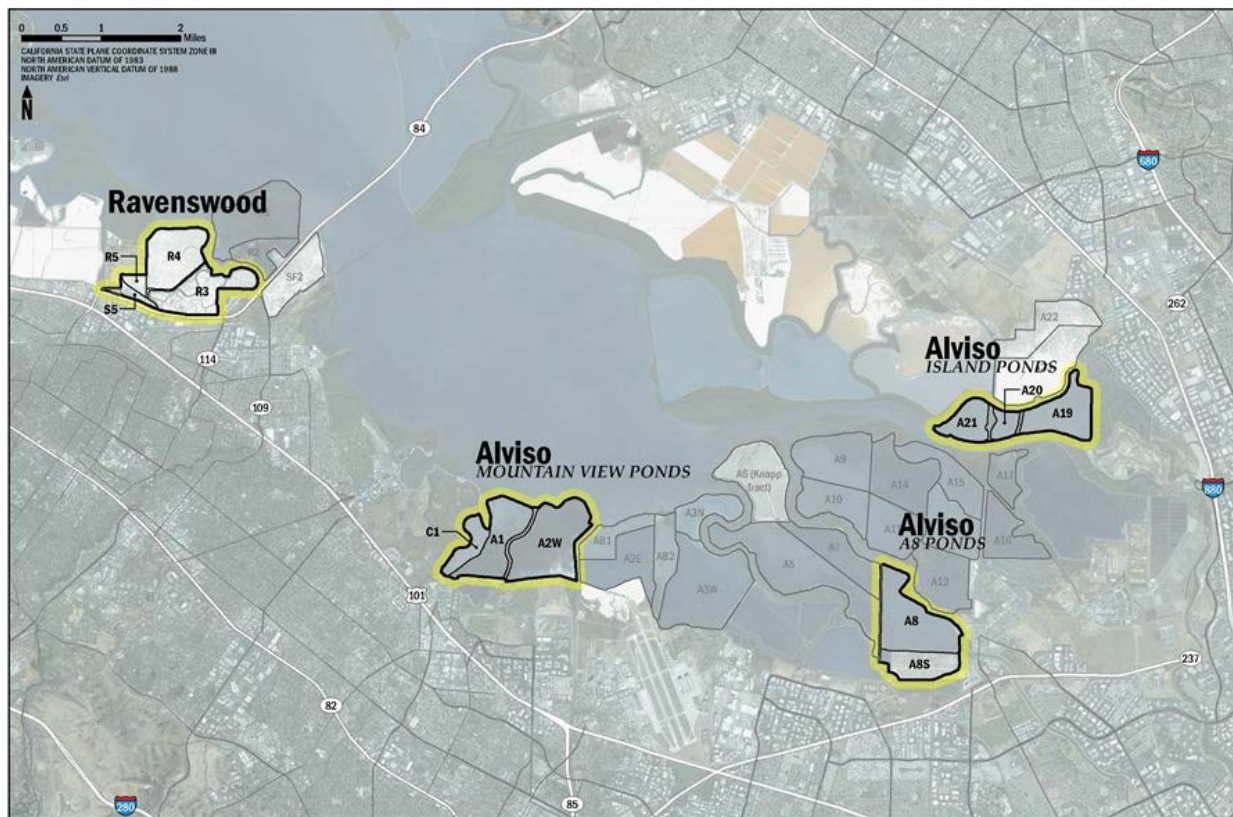 0 0.5 1 2
Miles
CALIFORNIA STATE PLANE COORDINATE SYSTEM ZONE III
NORTH AMERICAN DATUM OF 1983
NORTH AMERICAN VERTICAL DATUM OF 1988
IMAGERY Esri
N
84
680
Ravenswood
R2
R5
R4
SF2
R3
S5
262
A22
114
Alviso
ISLAND PONDS
A20
109
A21
A19
Alviso
MOUNTAIN VIEW PONDS
A6 (Knapp
Tract)
A9
A14
A15
A17
880
A10
A3N
C1
A1
A2W
AB1
A2E
AB2
A7
A5
Alviso
A8 PONDS
A16
A12
A3W
101
A8
A8S
237
82
280
85